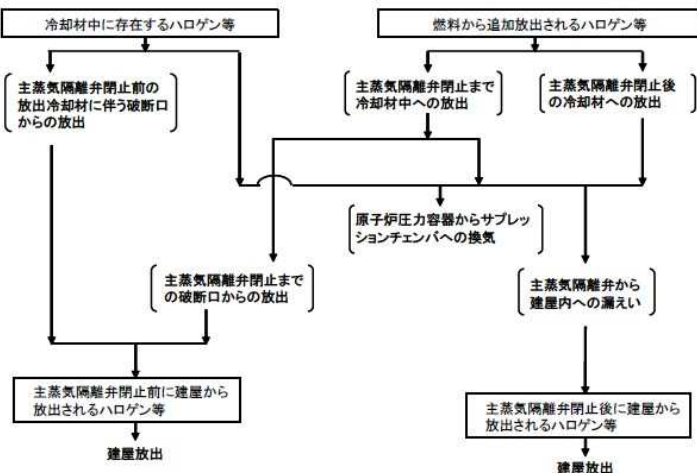 冷却材中に存在するハロゲン等
燃料から追加放出されるハロゲン等
主蒸気隔離弁閉止前の
放出冷却材に伴う破断口
からの放出
主蒸気隔離弁閉止まで
冷却材中への放出
主蒸気隔離弁閉止後
の冷却材への放出
原子炉圧力容器からサプレッ
ションチェンバへの換気
主蒸気隔離弁閉止まで
の破断口からの放出
主蒸気隔離弁から
建屋内への漏えい
主蒸気隔離弁閉止前に建屋から
放出されるハロゲン等
主蒸気隔離弁閉止後に建屋から
放出されるハロゲン等
建屋放出
建屋放出